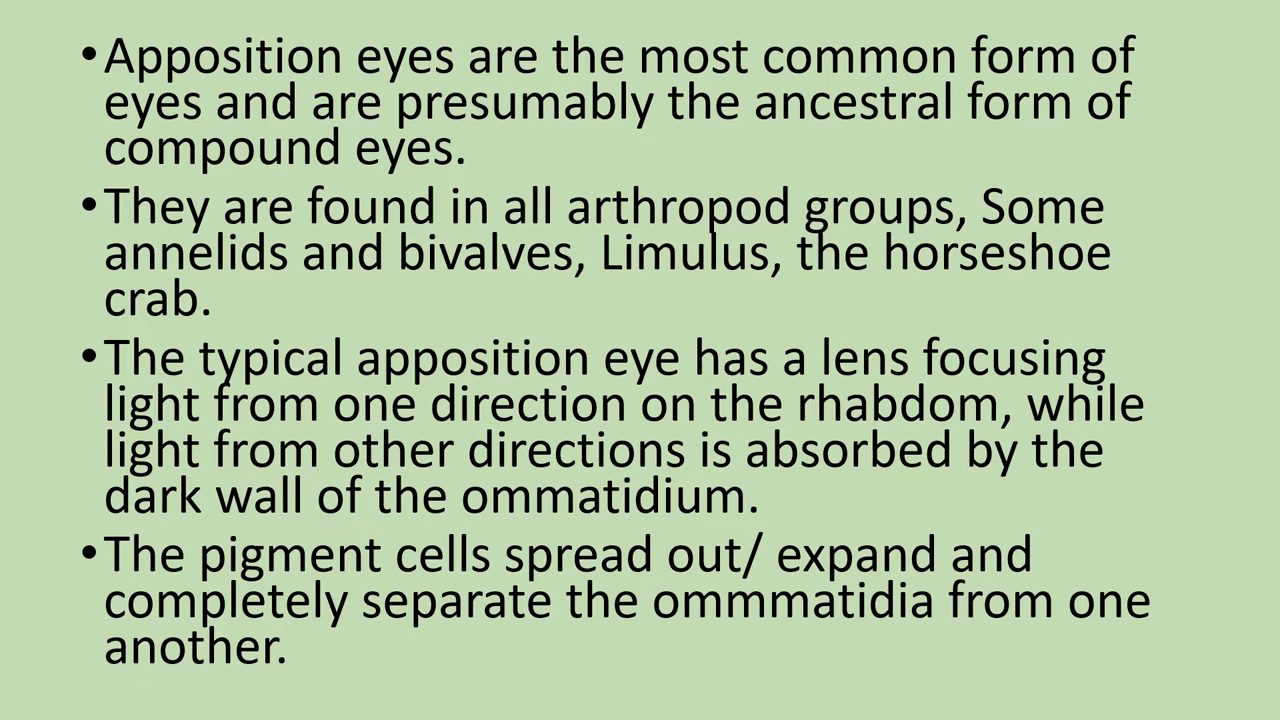 •Apposition eyes are the most common form of
eyes and are presumably the ancestral form of
compound eyes.
•They are found in all arthropod groups, Some
annelids and bivalves, Limulus, the horseshoe
crab.
•The typical apposition eye has a lens focusing
light from one direction on the rhabdom, while
light from other directions is absorbed by the
dark wall of the ommatidium.
•The pigment cells spread out/ expand and
completely separate the ommmatidia from one
another.